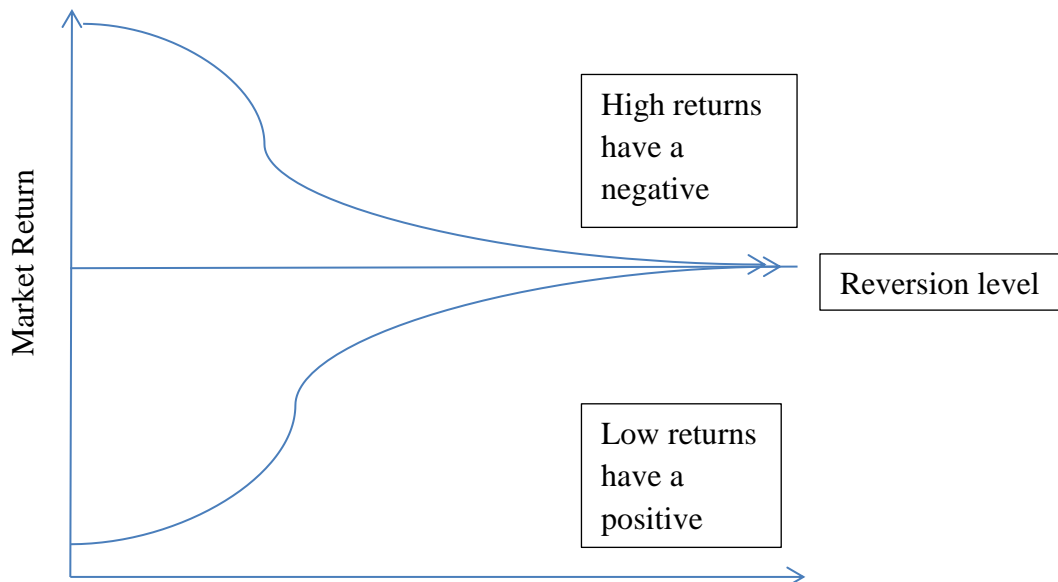 Market Return
High returns
have a
negative
Reversion level
Low returns
have a
positive